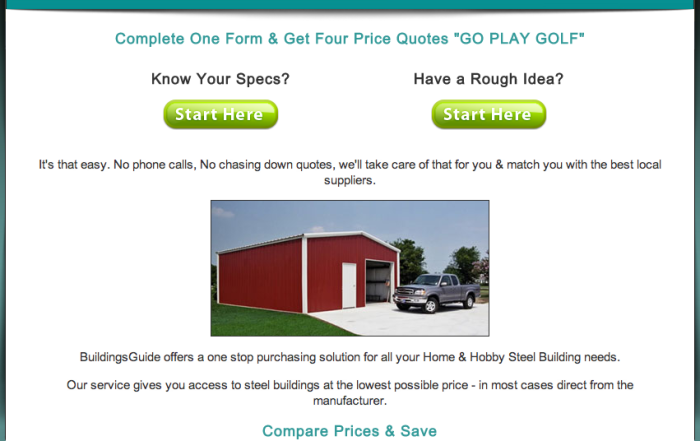 Complete One Form & Get Four Price Quotes "GO PLAY GOLF"
Know Your Specs?
Have a Rough Idea?
Start Here
Start Here
It's that easy. No phone calls, No chasing down quotes, we'll take care of that for you & match you with the best local
suppliers.
BuildingsGuide offers a one stop purchasing solution for all your Home & Hobby Steel Building needs.
Our service gives you access to steel buildings at the lowest possible price - in most cases direct from the
manufacturer.
Compare Prices & Save